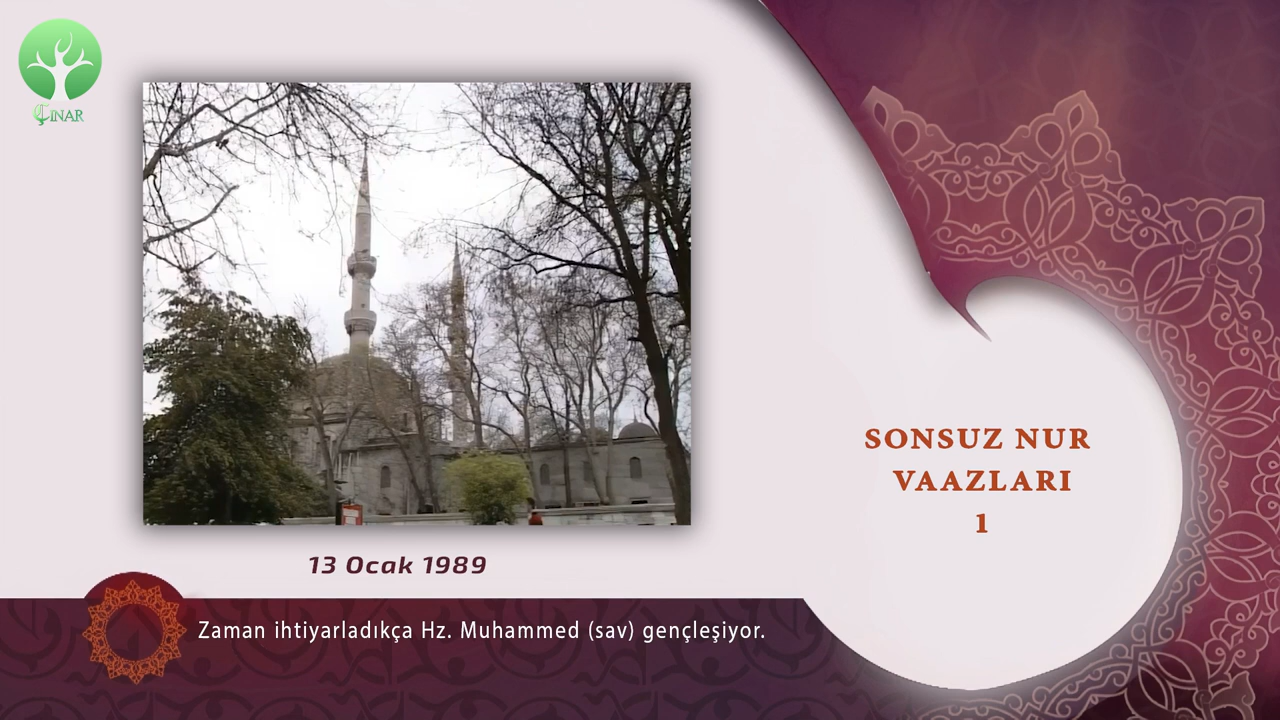 ÇINAR
SONSUZ NUR
VAAZLARI
1
13 Ocak 1989
Zaman ihtiyarladıkça Hz. Muhammed (sav) gençleşiyor.